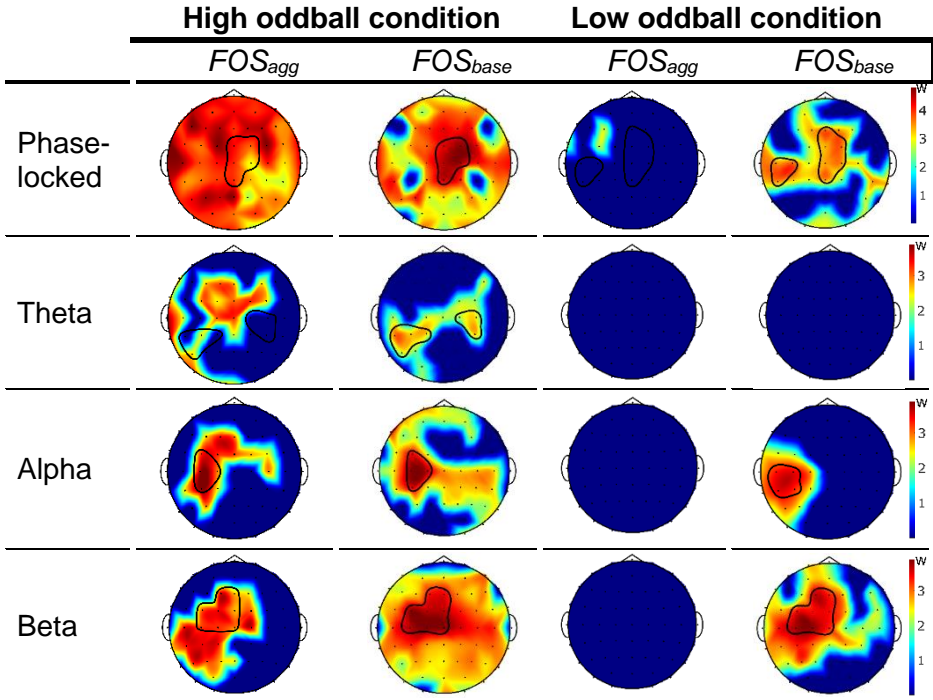 High oddball condition Low oddball condition
FOSagg FOSbase FOSagg FOSbase
Phase-
locked
W
4
3
2
1
Theta
W
3
2
1
Alpha
W
3
2
1
Beta
W
3
2
1